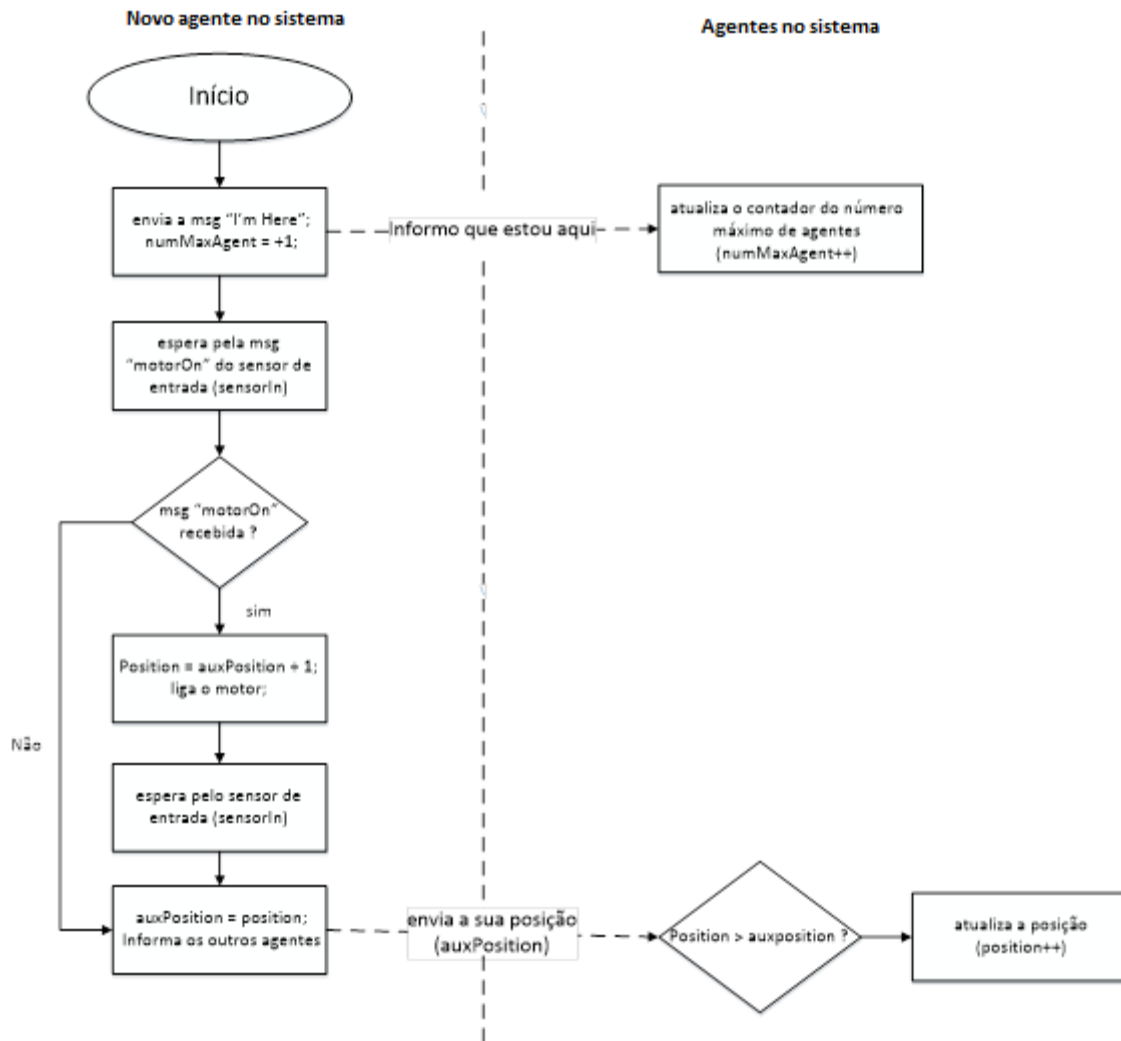 Novo agente no sistema
Agentes no sistema
Início
envia a msg “I’m Here”;
numMaxAgent = +1;
Informo que estou aqui
atualiza o contador do número
máximo de agentes
(numMaxAgent++)
espera pela msg
“motorOn” do sensor de
entrada (sensorIn)
msg “motorOn”
recebida ?
sim
Não
Position = auxPosition + 1;
liga o motor;
espera pelo sensor de
entrada (sensorIn)
auxPosition = position;
Informa os outros agentes
envia a sua posição
(auxPosition)
Position > auxposition ?
atualiza a posição
(position++)